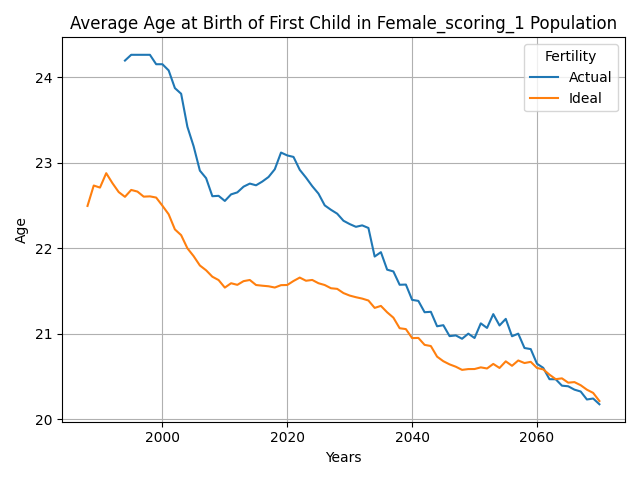 Average Age at Birth of First Child in Female_scoring_1 Population
Fertility
Actual
Ideal
24
23
22
21
20
Age
2000
2020
2040
2060
Years